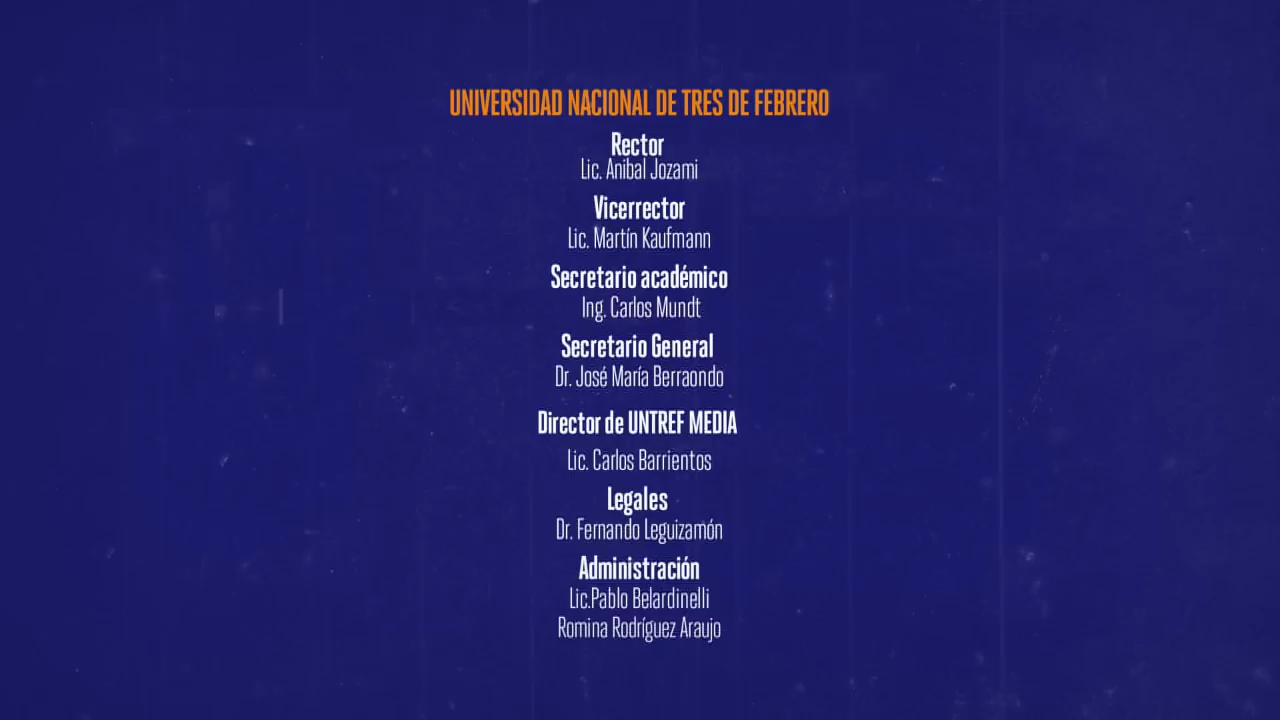 UNIVERSIDAD NACIONAL DE TRES DE FEBRERO
Rector
Lic. Anibal Jozami
Vicerrector
Lic. Martín Kaufmann
Secretario académico
Ing. Carlos Mundt
Secretario General
Dr. José María Berraondo
Director de UNTREF MEDIA
Lic. Carlos Barrientos
Legales
Dr. Fernando Leguizamón
Administración
Lic.Pablo Belardinelli
Romina Rodríguez Araujo